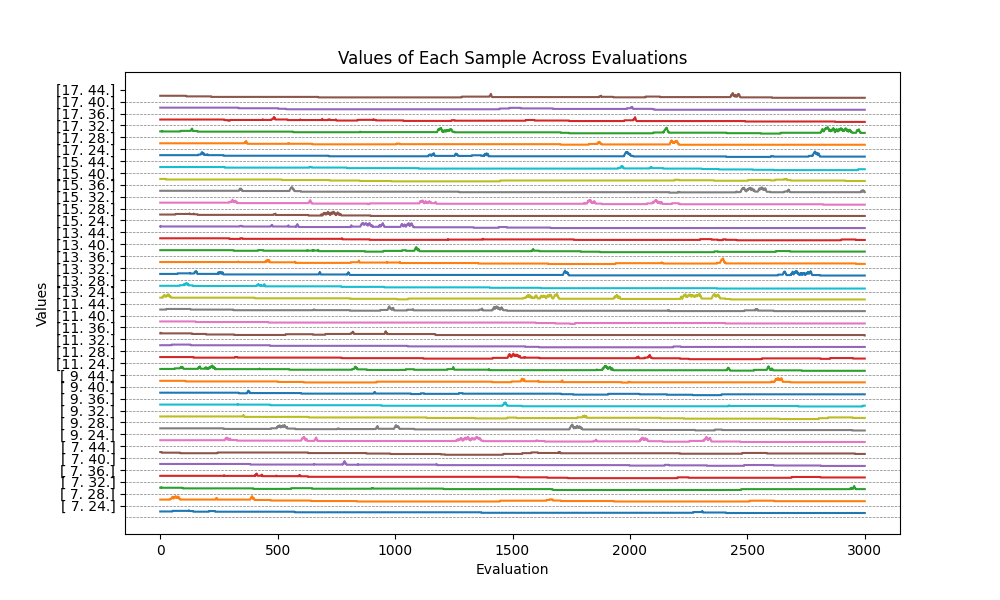 Values of Each Sample Across Evaluations
[17. 44.]
[17. 40.]
[17. 36.]
[17. 32.]
[17. 28.]
[17. 24.]
[15. 44.]
[15. 40.]
[15. 36.]
[15. 32.]
[15. 28.]
[15. 24.]
[13. 44.]
[13. 40.]
[13. 36.]
[13. 32.]
[13. 28.]
[13. 24.]
[11. 44.]
[11. 40.]
[11. 36.]
[11. 32.]
[11. 28.]
[11. 24.]
[ 9. 44.]
[ 9. 40.]
[ 9. 36.]
[ 9. 32.]
[ 9. 28.]
[ 9. 24.]
[ 7. 44.]
[ 7. 40.]
[ 7. 36.]
[ 7. 32.]
[ 7. 28.]
[ 7. 24.]
Values
0 500 1000 1500 2000 2500 3000
Evaluation